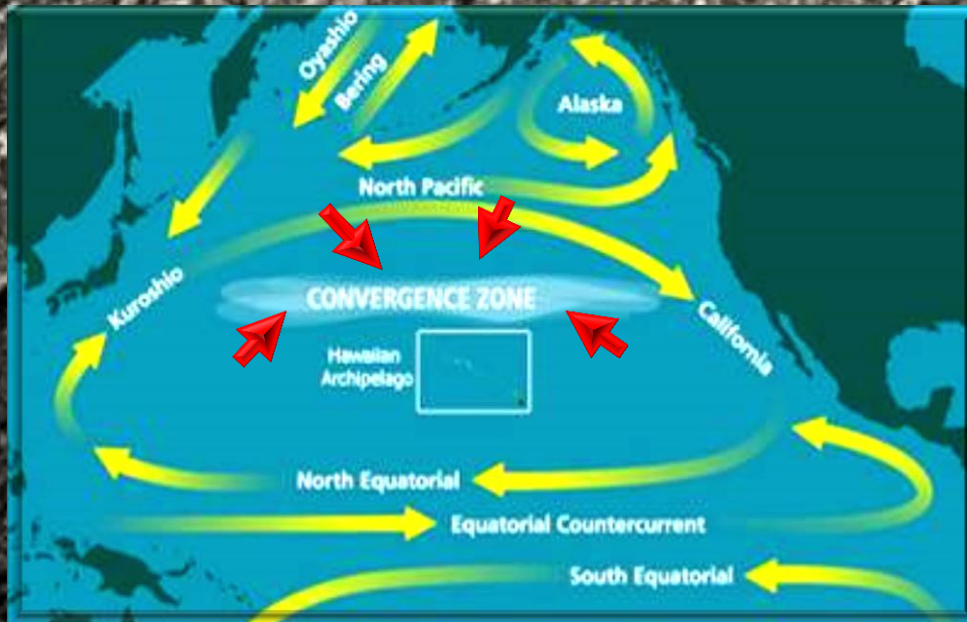 Oyashio
Bering
Alaska
North Pacific
Kuroshio
CONVERGENCE ZONE
California
Hawaiian
Archipelago
North Equatorial
Equatorial Countercurrent
South Equatorial